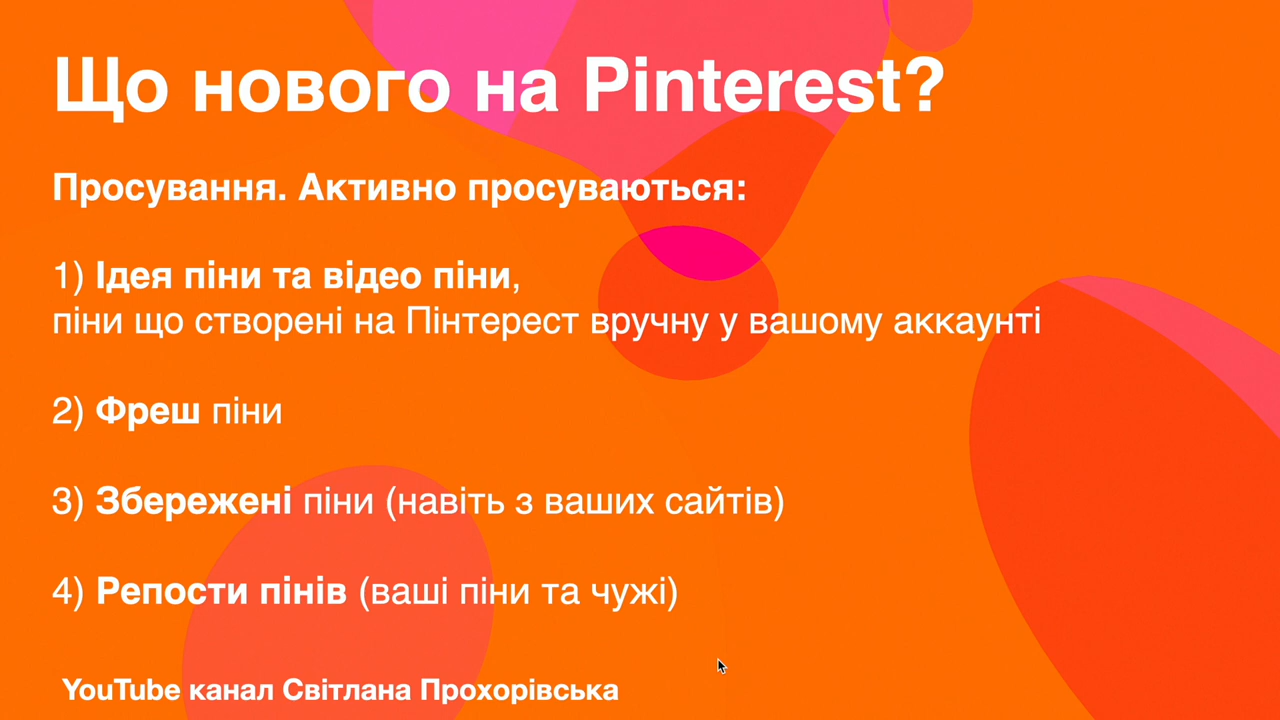 Що нового на Pinterest?
Просування. Активно просуваються:
1) Ідея піни та відео піни,
піни що створені на Пінтерест вручну у вашому аккаунті
2) Фреш піни
3) Збережені піни (навіть з ваших сайтів)
4) Репости пінів (ваші піни та чужі)
YouTube канал Світлана Прохорівська